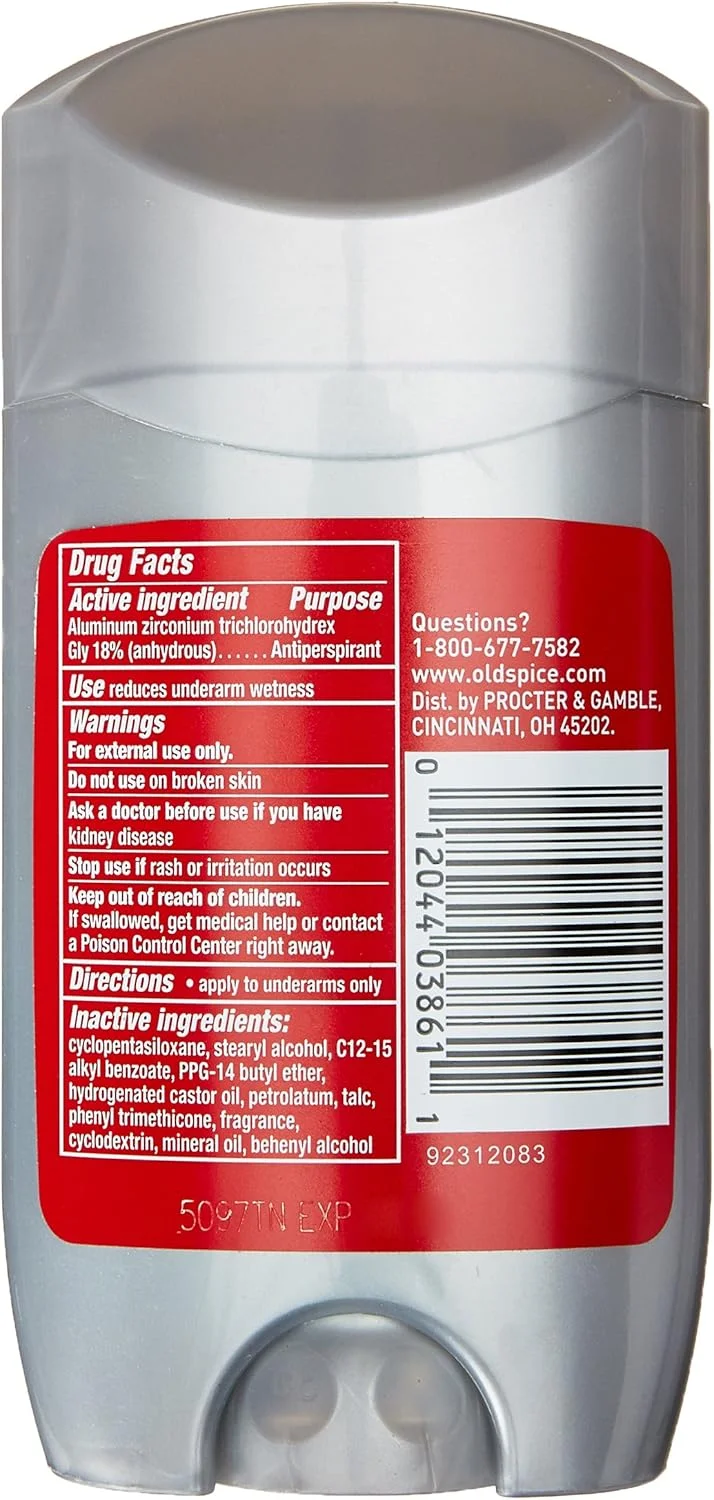 Drug Facts
Active ingredient Purpose
Aluminum zirconium trichlorohydrex
Gly 18% (anhydrous)...... Antiperspirant
Use reduces underarm wetness
Warnings
For external use only.
Do not use on broken skin
Ask a doctor before use if you have
kidney disease
Stop use if rash or irritation occurs
Keep out of reach of children.
If swallowed, get medical help or contact
a Poison Control Center right away.
Directions • apply to underarms only
Inactive ingredients:
cyclopentasiloxane, stearyl alcohol, C12-15
alkyl benzoate, PPG-14 butyl ether,
hydrogenated castor oil, petrolatum, talc,
phenyl trimethicone, fragrance,
cyclodextrin, mineral oil, behenyl alcohol
Questions?
1-800-677-7582
www.oldspice.com
Dist. by PROCTER & GAMBLE,
CINCINNATI, OH 45202.
0 12044 03861 1
92312083
5097TN EXP